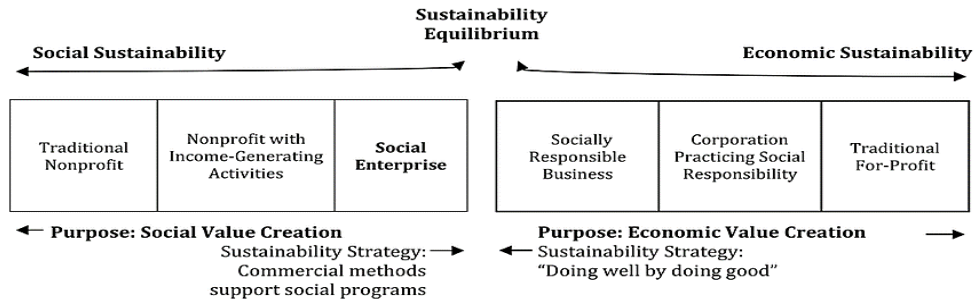 Sustainability
Equilibrium
Social Sustainability
Economic Sustainability
Traditional
Nonprofit
Nonprofit with
Income-Generating
Activities
Social
Enterprise
Socially
Responsible
Business
Corporation
Practicing Social
Responsibility
Traditional
For-Profit
Purpose: Social Value Creation
Sustainability Strategy:
Commercial methods
support social programs
Purpose: Economic Value Creation
Sustainability Strategy:
“Doing well by doing good”